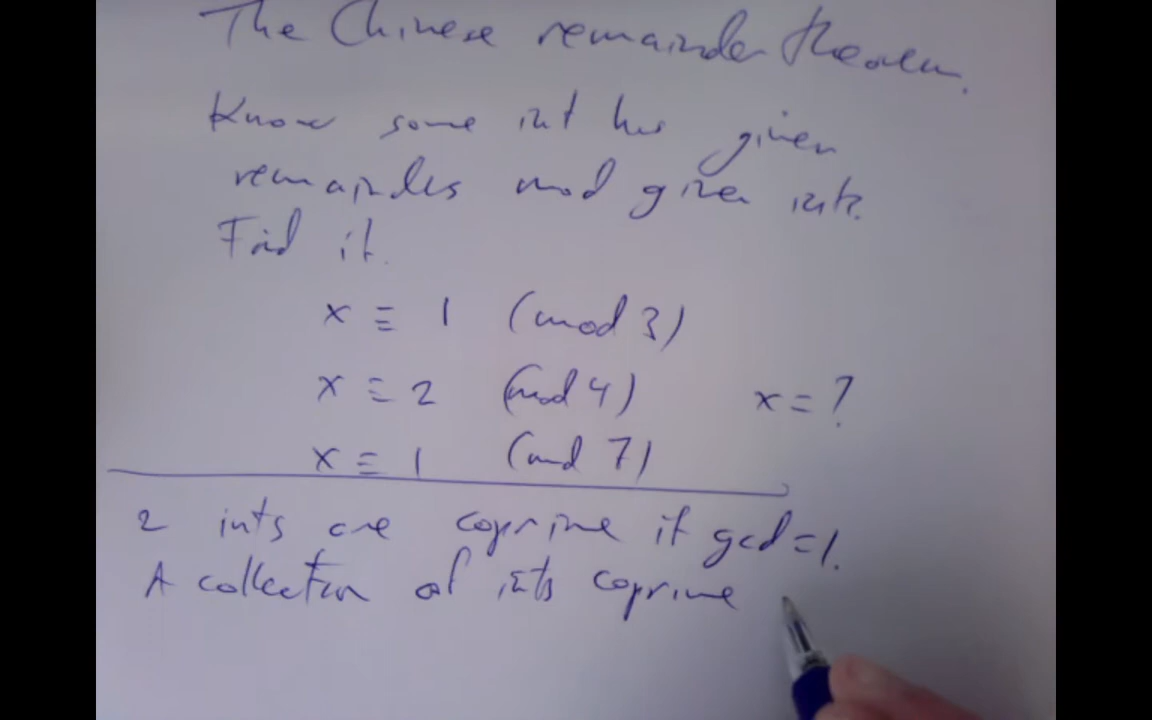 The Chinese remainder theorem.
Know some int has given
remainders mod given ints.
Find it.
x ≡ 1 (mod 3)
x ≡ 2 (mod 4) x = ?
x ≡ 1 (mod 7)
2 ints are coprime if gcd = 1.
A collection of ints coprime